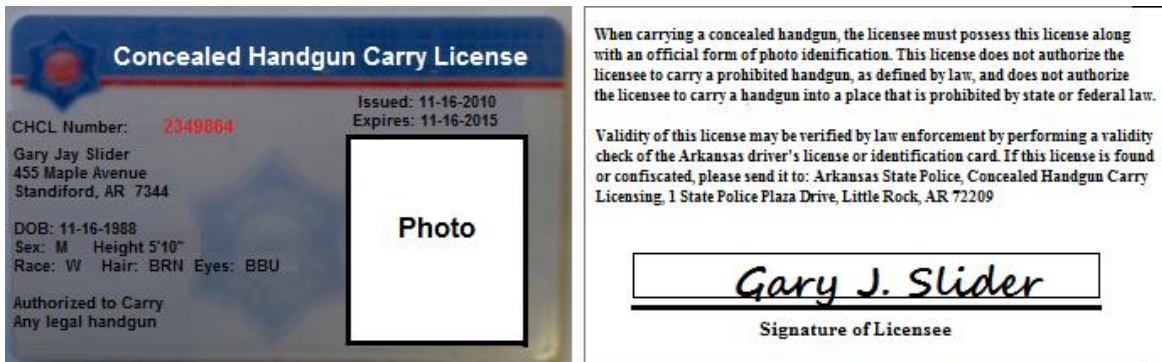 Concealed Handgun Carry License
Issued: 11-16-2010
Expires: 11-16-2015
CHCL Number: 2349864
Gary Jay Slider
455 Maple Avenue
Standiford, AR 7344
DOB: 11-16-1988
Sex: M Height 5'10"
Race: W Hair: BRN Eyes: BBU
Authorized to Carry
Any legal handgun
Photo
When carrying a concealed handgun, the licensee must possess this license along
with an official form of photo idenification. This license does not authorize the
licensee to carry a prohibited handgun, as defined by law, and does not authorize
the licensee to carry a handgun into a place that is prohibited by state or federal law.
Validity of this license may be verified by law enforcement by performing a validity
check of the Arkansas driver's license or identification card. If this license is found
or confiscated, please send it to: Arkansas State Police, Concealed Handgun Carry
Licensing, 1 State Police Plaza Drive, Little Rock, AR 72209
Gary J. Slider
Signature of Licensee